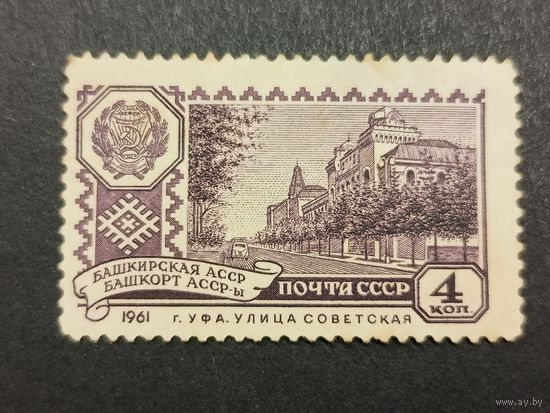 БАШКИРСКАЯ АССР
БАШКОРТ АССР-ы
ПОЧТА СССР
4
КОП.
1961
г. УФА. УЛИЦА СОВЕТСКАЯ
www.ay.by